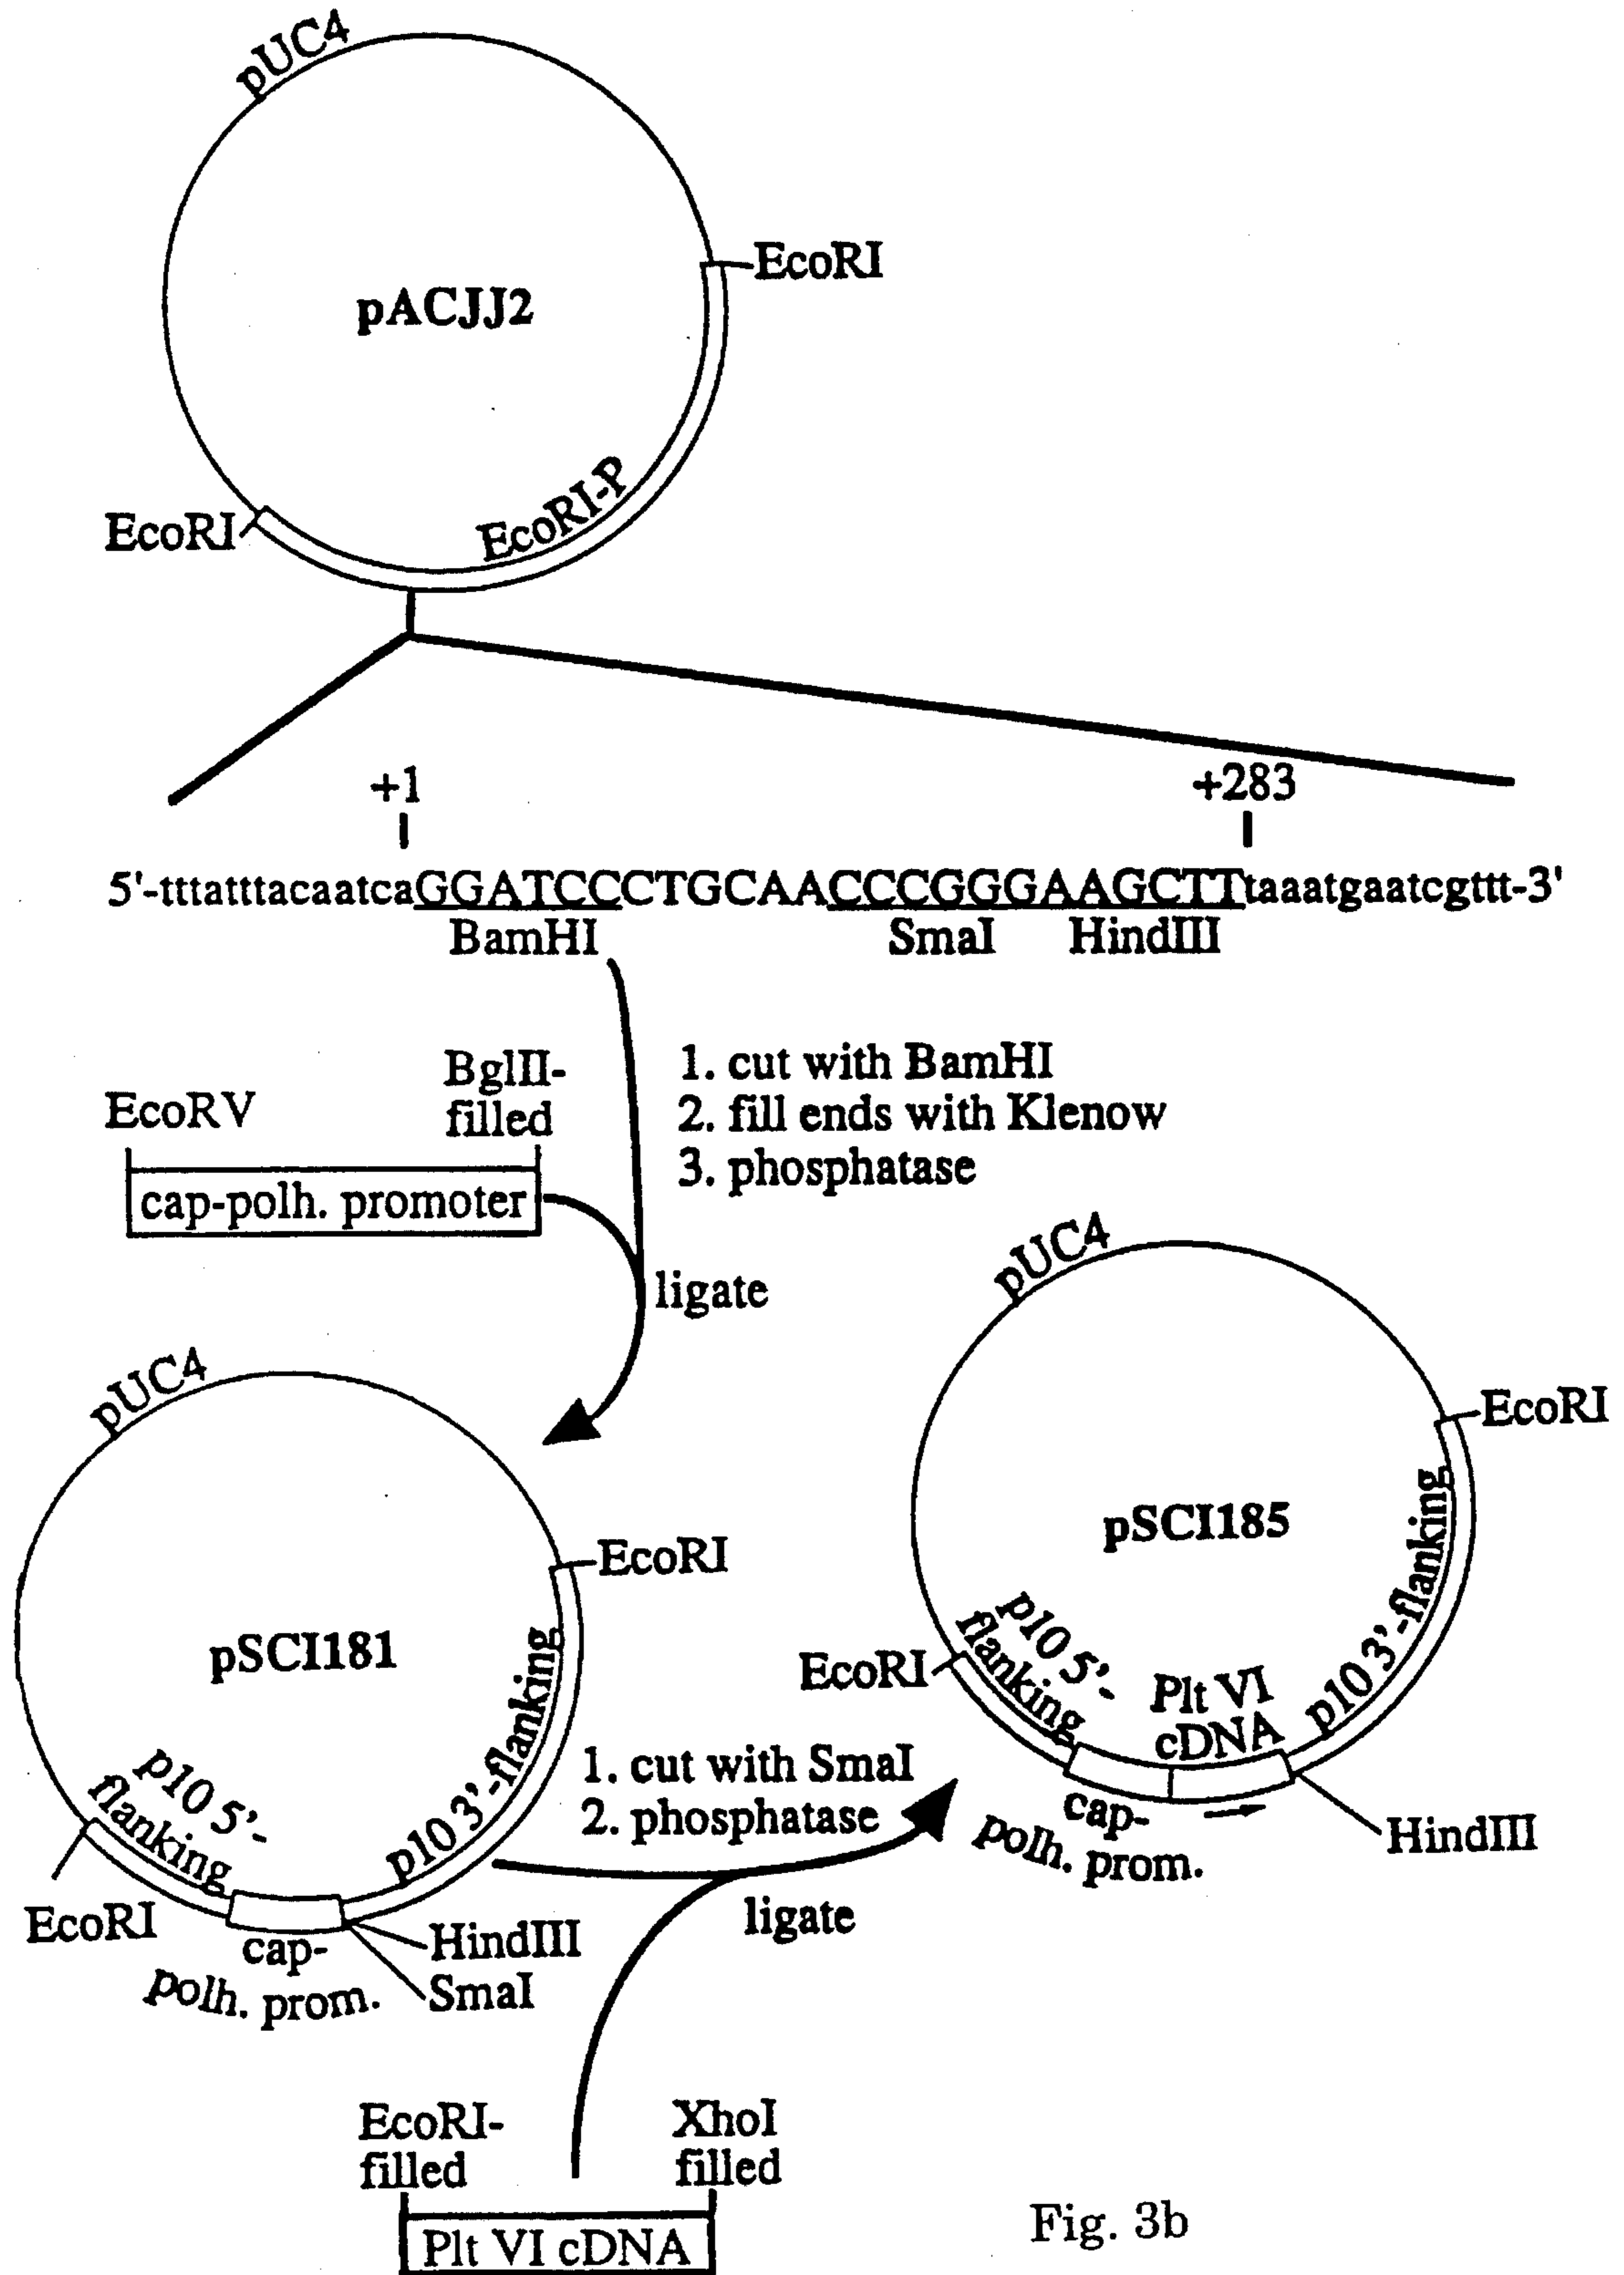 pUC4
EcoRI
pACJJ2
EcoRI-P
EcoRI
+1
+283
5'-tttatttacaatcaGGATCCCTGCAACCCGGGAAGCTTtaaatgaatcgttt-3'
BamHI
SmaI
HindIII
1. cut with BamHI
2. fill ends with Klenow
3. phosphatase
EcoRV
BglII-
filled
cap-polh. promoter
ligate
pUC4
EcoRI
pSCI181
p10 5'-
flanking
p10 3'-flanking
EcoRI
cap-
polh. prom.
HindIII
SmaI
1. cut with SmaI
2. phosphatase
ligate
pUC4
EcoRI
pSCI185
EcoRI
p10 5'-
flanking
Plt VI
cDNA
p10 3'-flanking
cap-
polh. prom.
HindIII
EcoRI-
filled
XhoI
filled
Plt VI cDNA
Fig. 3b